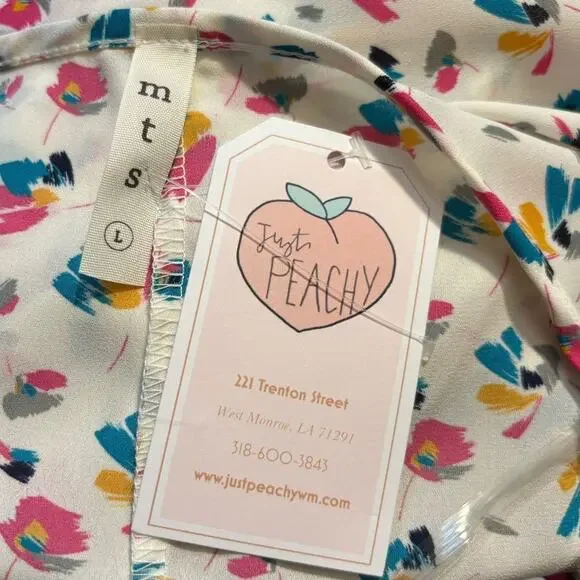 m
t
s
L
Just
PEACHY
221 Trenton Street
West Monroe, LA 71291
318-600-3843
www.justpeachywm.com